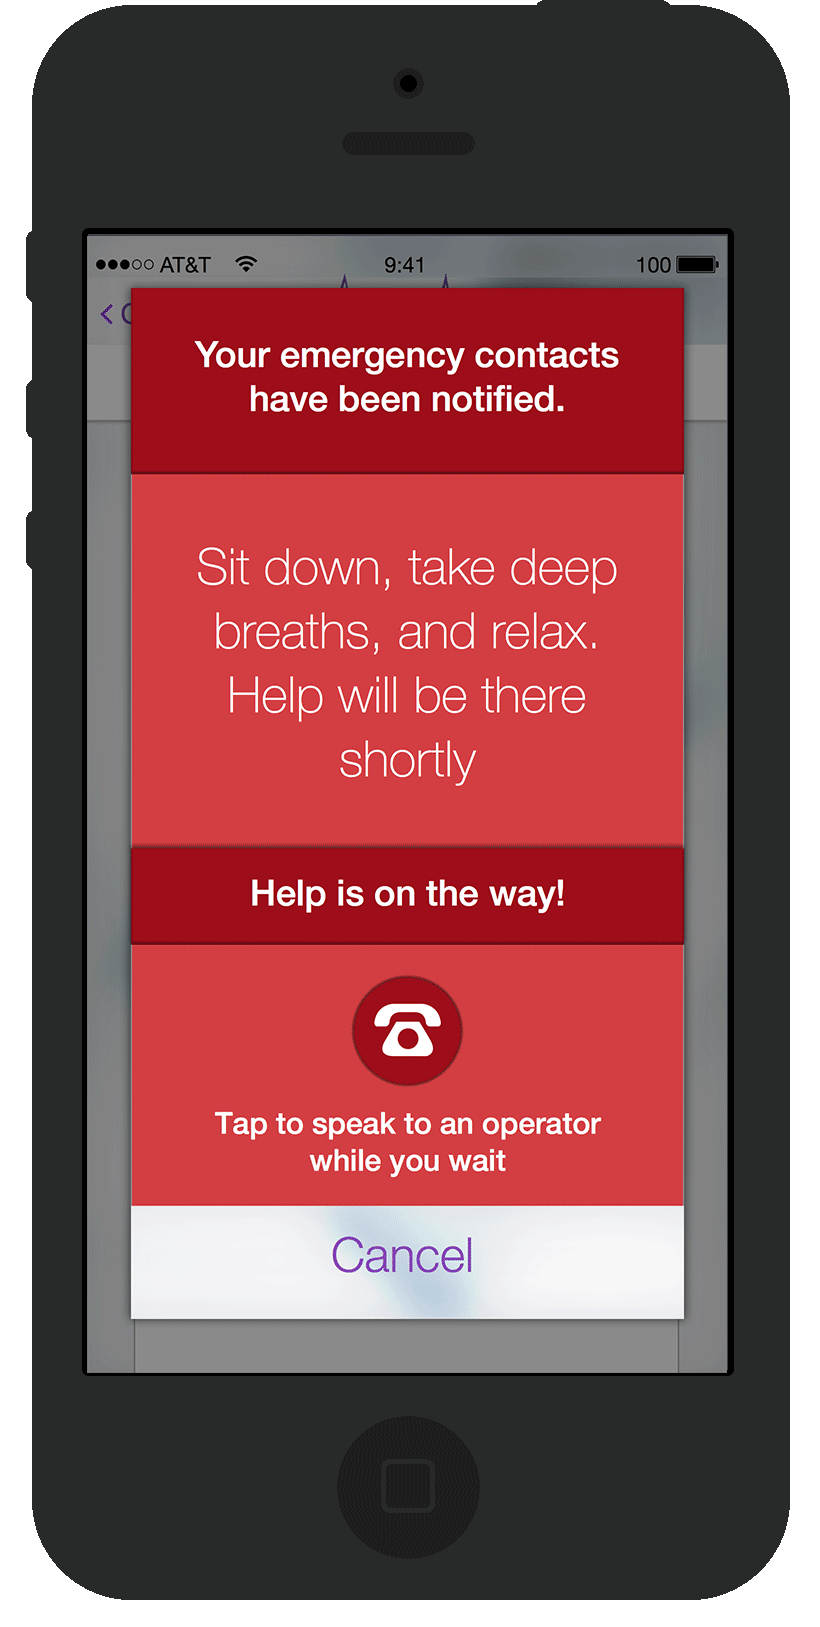 AT&T 9:41 100
Your emergency contacts
have been notified.
Sit down, take deep
breaths, and relax.
Help will be there
shortly
Help is on the way!
Tap to speak to an operator
while you wait
Cancel